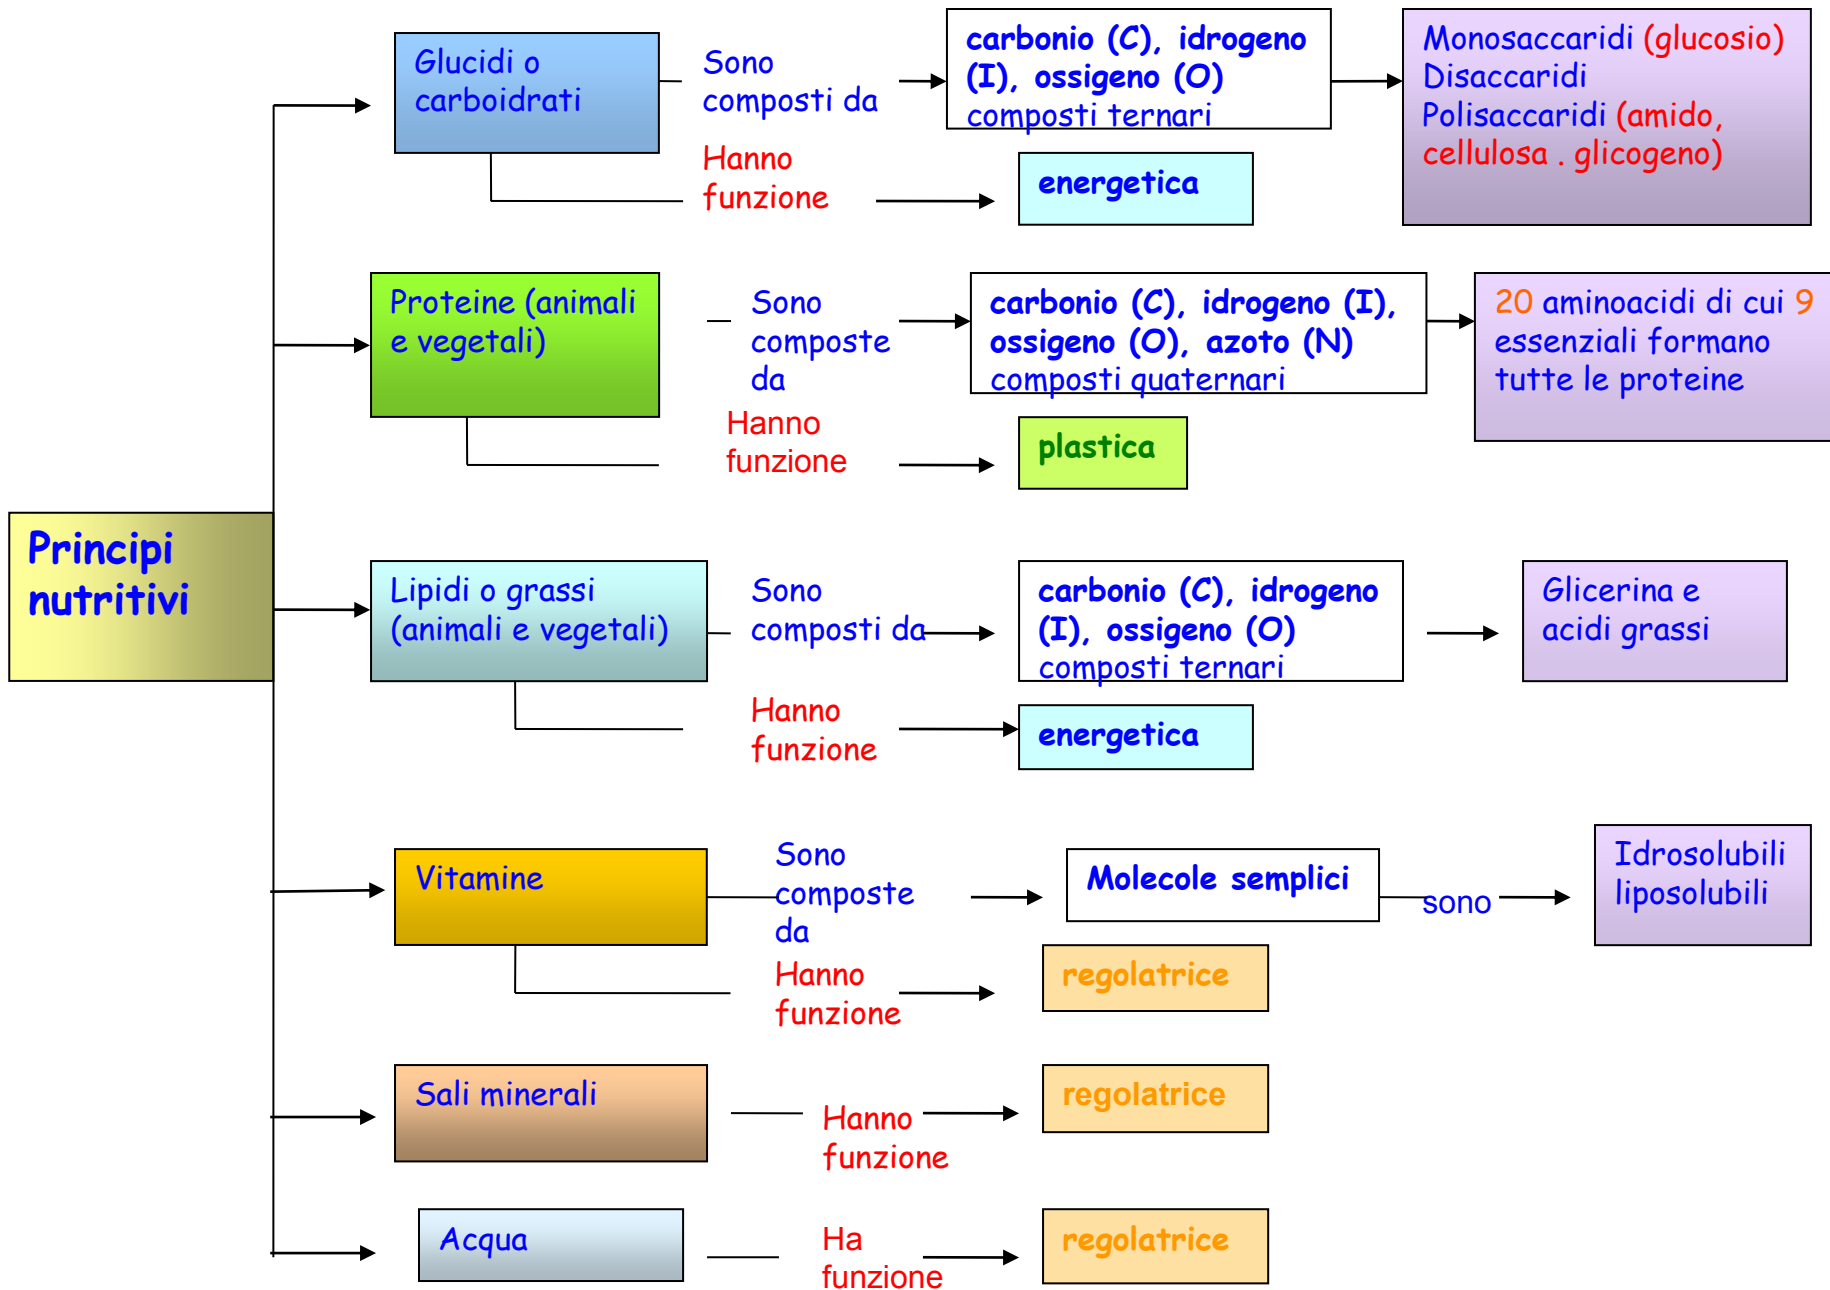 Principi
nutritivi
Glucidi o
carboidrati
Sono
composti da
carbonio (C), idrogeno
(I), ossigeno (O)
composti ternari
Monosaccaridi (glucosio)
Disaccaridi
Polisaccaridi (amido,
cellulosa . glicogeno)
Hanno
funzione
energetica
Proteine (animali
e vegetali)
Sono
composte
da
carbonio (C), idrogeno (I),
ossigeno (O), azoto (N)
composti quaternari
20 aminoacidi di cui 9
essenziali formano
tutte le proteine
Hanno
funzione
plastica
Lipidi o grassi
(animali e vegetali)
Sono
composti da
carbonio (C), idrogeno
(I), ossigeno (O)
composti ternari
Glicerina e
acidi grassi
Hanno
funzione
energetica
Vitamine
Sono
composte
da
Molecole semplici
sono
Idrosolubili
liposolubili
Hanno
funzione
regolatrice
Sali minerali
Hanno
funzione
regolatrice
Acqua
Ha
funzione
regolatrice